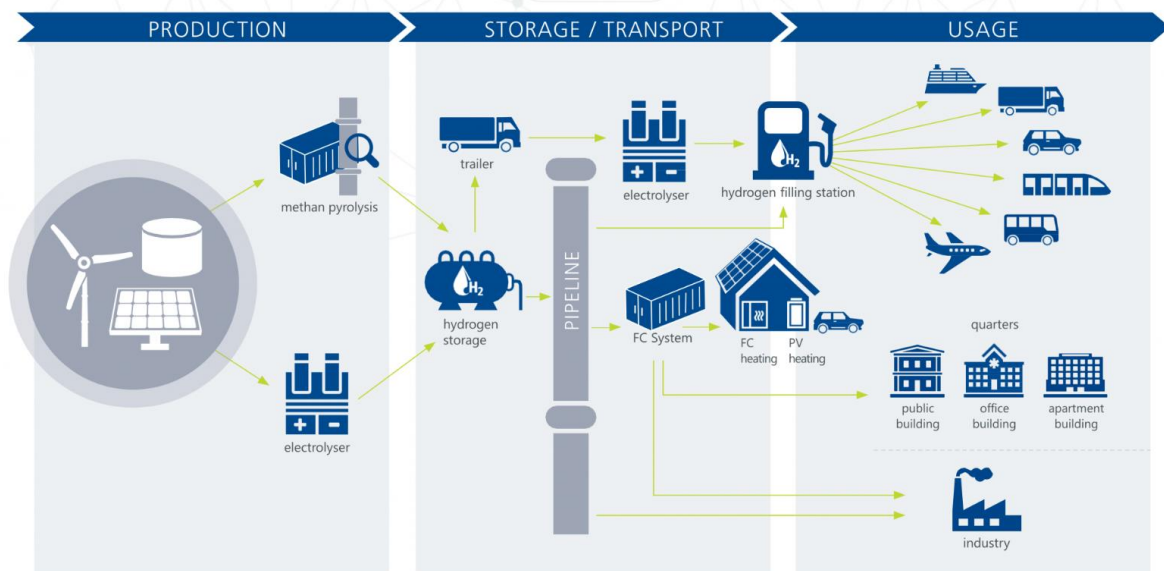 PRODUCTION
STORAGE / TRANSPORT
USAGE
methan pyrolysis
electrolyser
trailer
H2
hydrogen
storage
PIPELINE
electrolyser
H2
hydrogen filling station
FC System
FC
heating
PV
heating
quarters
public
building
office
building
apartment
building
industry